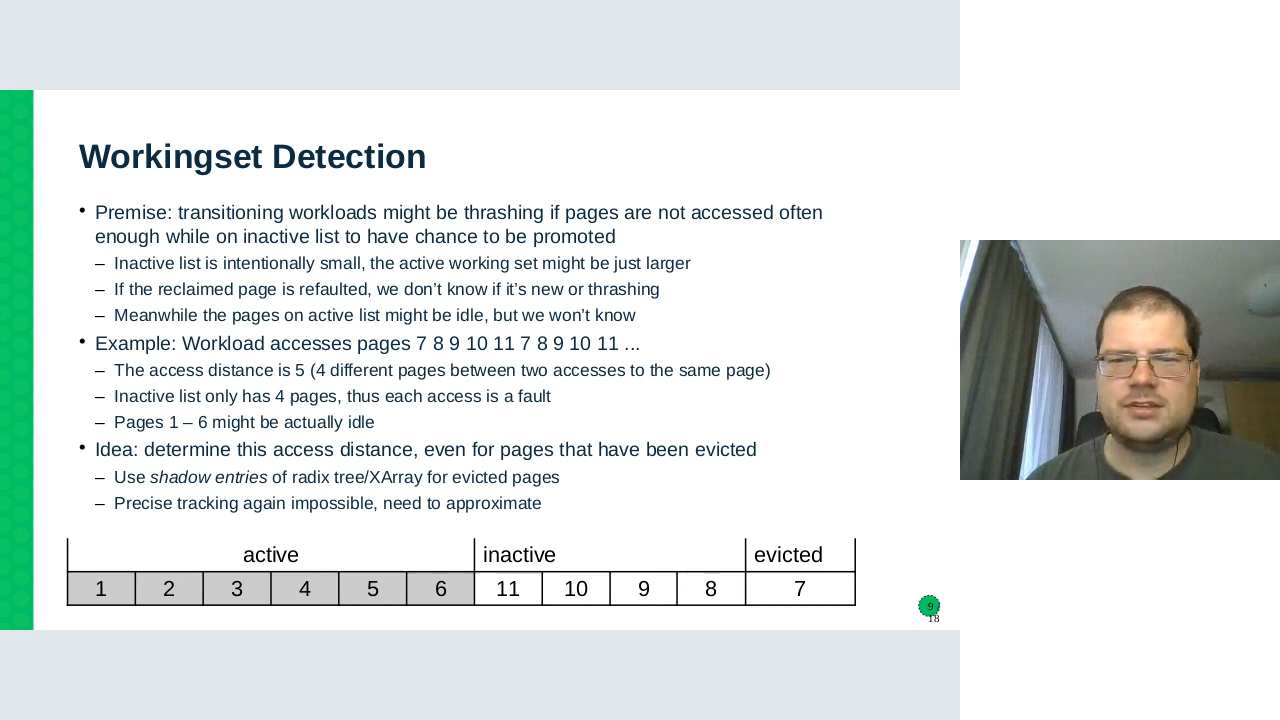 Workingset Detection
• Premise: transitioning workloads might be thrashing if pages are not accessed often
enough while on inactive list to have chance to be promoted
– Inactive list is intentionally small, the active working set might be just larger
– If the reclaimed page is refaulted, we don’t know if it’s new or thrashing
– Meanwhile the pages on active list might be idle, but we won’t know
• Example: Workload accesses pages 7 8 9 10 11 7 8 9 10 11 ...
– The access distance is 5 (4 different pages between two accesses to the same page)
– Inactive list only has 4 pages, thus each access is a fault
– Pages 1 – 6 might be actually idle
• Idea: determine this access distance, even for pages that have been evicted
– Use shadow entries of radix tree/XArray for evicted pages
– Precise tracking again impossible, need to approximate
active inactive evicted
1 2 3 4 5 6 11 10 9 8 7
9
18